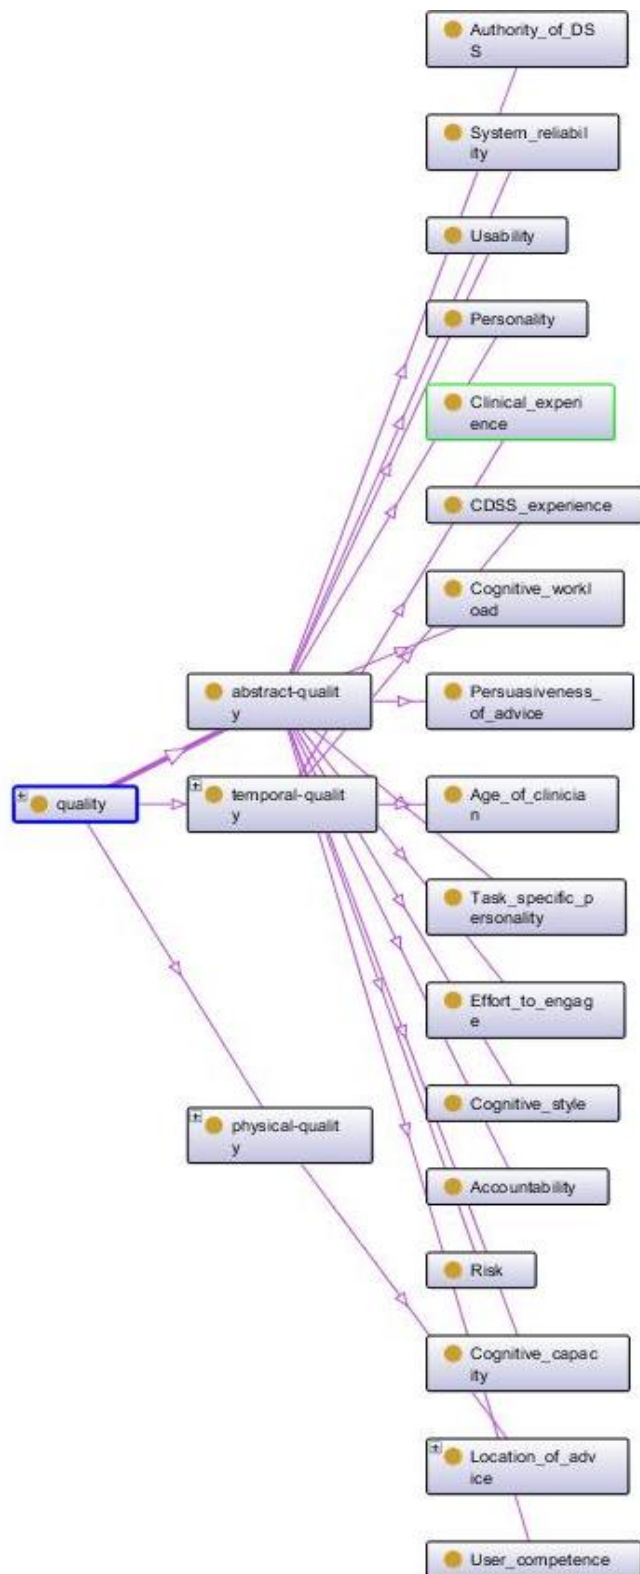 Authority_of_DS
S
System_reliabil
ity
Usability
Personality
Clinical_experi
ence
CDSS_experience
Cognitive_workl
oad
abstract-qualit
y
Persuasiveness_
of_advice
quality
temporal-qualit
y
Age_of_clinicia
n
Task_specific_p
ersonality
Effort_to_engag
e
Cognitive_style
physical-qualit
y
Accountability
Risk
Cognitive_capac
ity
Location_of_adv
ice
User_competence